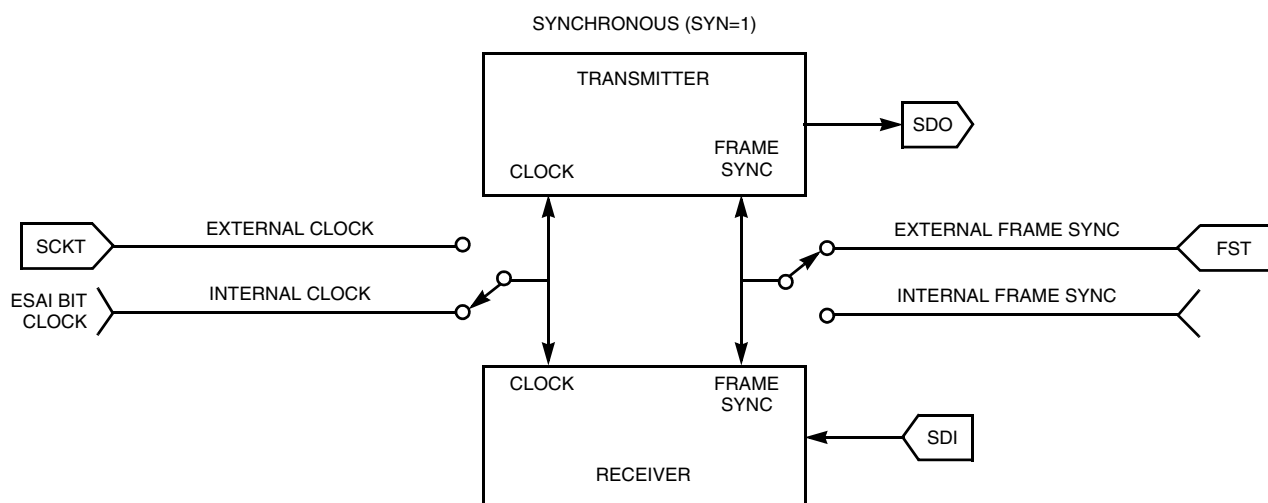 SYNCHRONOUS (SYN=1)
TRANSMITTER
SDO
FRAME
SYNC
CLOCK
EXTERNAL CLOCK
EXTERNAL FRAME SYNC
SCKT
FST
INTERNAL CLOCK
INTERNAL FRAME SYNC
ESAI BIT
CLOCK
CLOCK
FRAME
SYNC
SDI
RECEIVER